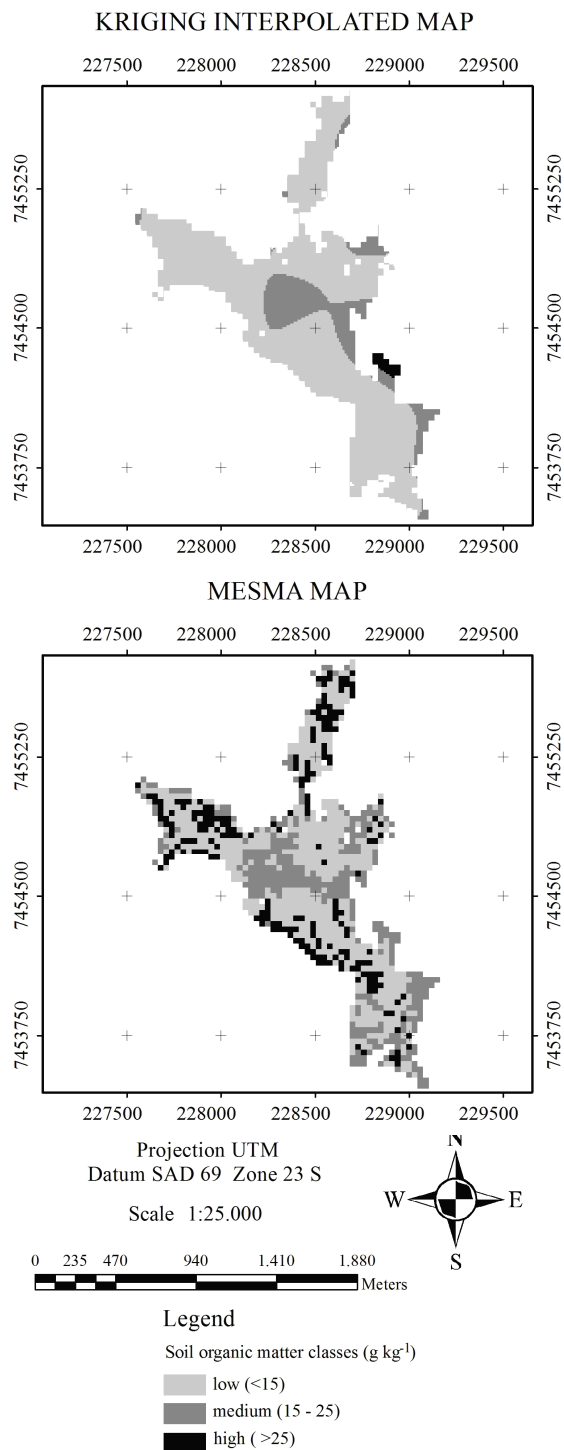 KRIGING INTERPOLATED MAP
227500 228000 228500 229000 229500
7455250 7455250
7454500 7454500
7453750 7453750
227500 228000 228500 229000 229500
MESMA MAP
227500 228000 228500 229000 229500
7455250 7455250
7454500 7454500
7453750 7453750
227500 228000 228500 229000 229500
Projection UTM
Datum SAD 69 Zone 23 S
Scale 1:25.000
N
W E
S
0 235 470 940 1.410 1.880
Meters
Legend
Soil organic matter classes (g kg⁻¹)
low (<15)
medium (15 - 25)
high ( >25)